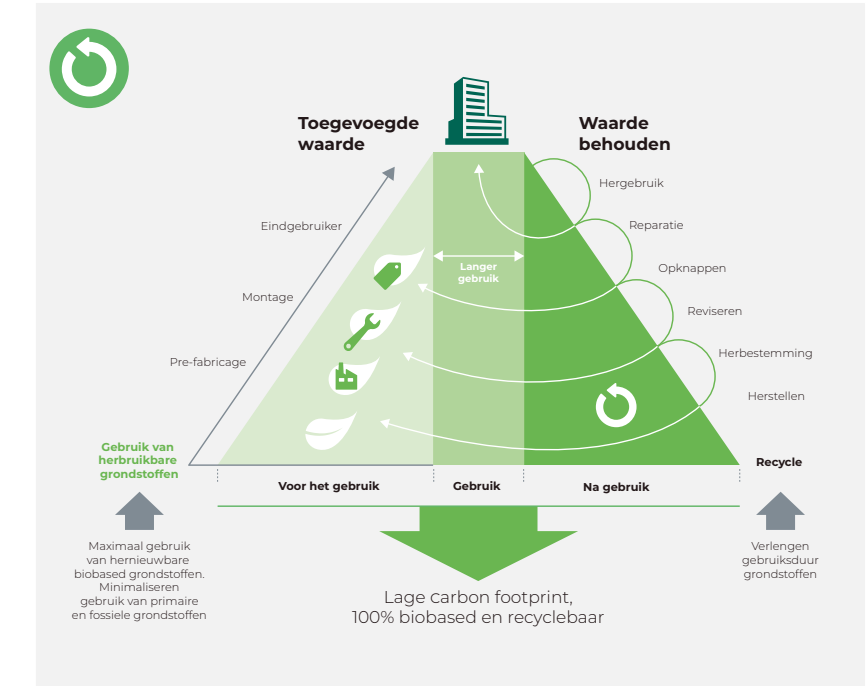 Toegevoegde
waarde
Waarde
behouden
Hergebruik
Eindgebruiker
Reparatie
Langer
gebruik
Opknappen
Montage
Reviseren
Pre-fabricage
Herbestemming
Herstellen
Gebruik van
herbruikbare
grondstoffen
Recycle
Voor het gebruik
Gebruik
Na gebruik
Maximaal gebruik
van hernieuwbare
biobased grondstoffen.
Minimaliseren
gebruik van primaire
en fossiele grondstoffen
Verlengen
gebruiksduur
grondstoffen
Lage carbon footprint,
100% biobased en recyclebaar